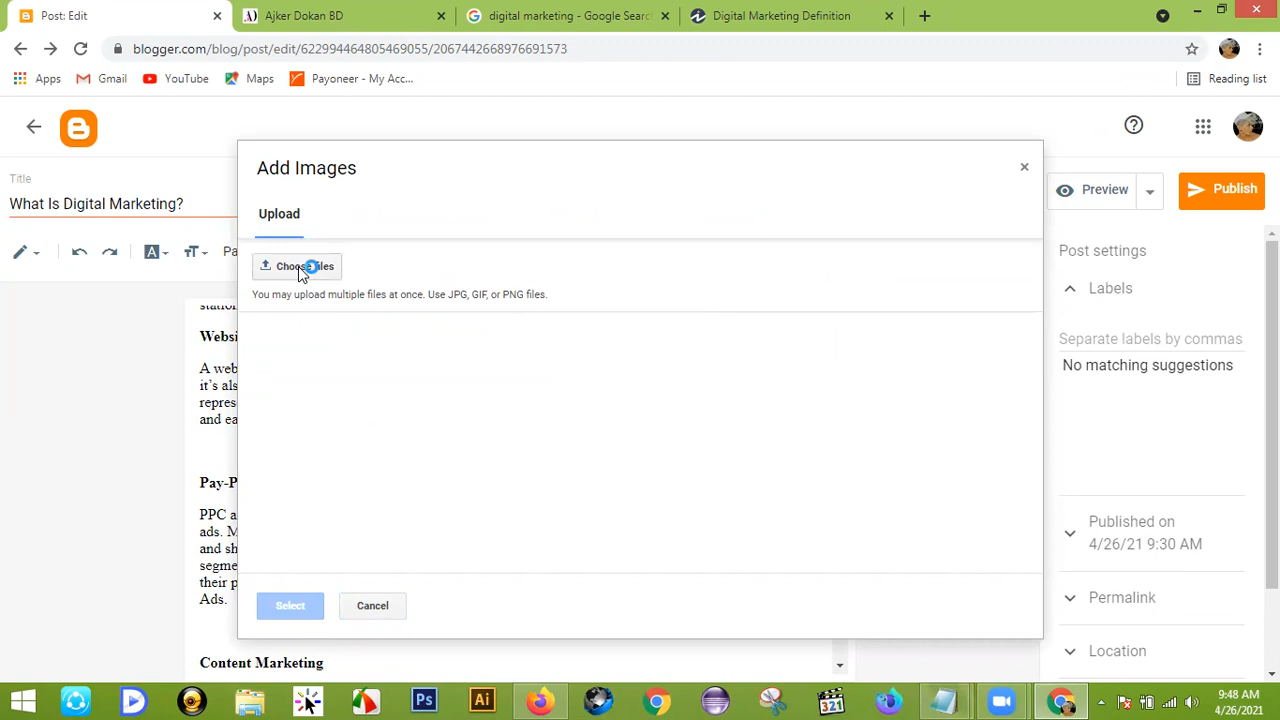 Post: Edit
Ajker Dokan BD
digital marketing - Google Searc
Digital Marketing Definition
blogger.com/blog/post/edit/622994464805469055/2067442668976691573
Apps
Gmail
YouTube
Maps
Payoneer - My Acc...
Reading list
Add Images
Title
What Is Digital Marketing?
Upload
Preview
Publish
Pa
Choose files
You may upload multiple files at once. Use JPG, GIF, or PNG files.
Post settings
Labels
Separate labels by commas
No matching suggestions
Websi
A web
it's als
repres
and ea
Pay-P
PPC a
ads. M
and sh
segme
their p
Ads.
Published on
4/26/21 9:30 AM
Permalink
Select
Cancel
Location
Content Marketing
Ps
Ai
321
9:48 AM
4/26/2021